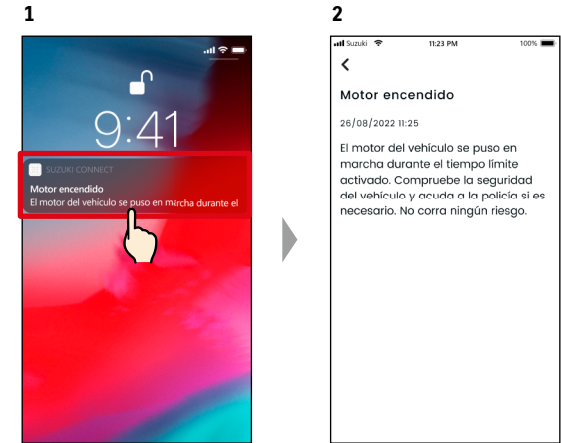 1
9:41
SUZUKI CONNECT
Motor encendido
El motor del vehículo se puso en marcha durante el
2
Suzuki 11:23 PM 100%
Motor encendido
26/08/2022 11:25
El motor del vehículo se puso en
marcha durante el tiempo límite
activado. Compruebe la seguridad
del vehículo y acuda a la policía si es
necesario. No corra ningún riesgo.